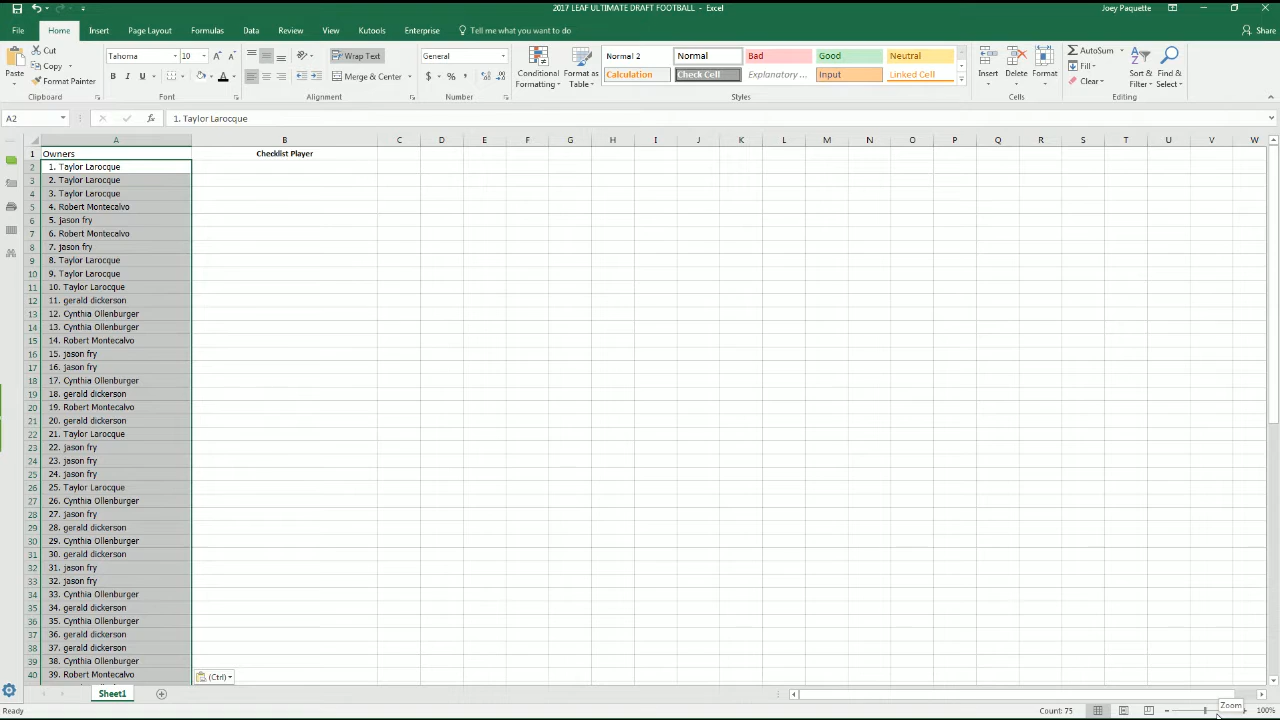 2017 LEAF ULTIMATE DRAFT FOOTBALL - Excel
Joey Paquette
File Home Insert Page Layout Formulas Data Review View Kutools Enterprise Tell me what you want to do
Share
Paste
Cut
Copy
Format Painter
Clipboard
Tahoma 10
B I U
Font
Wrap Text
Merge & Center
Alignment
General
$ % ,
Number
Conditional Formatting
Format as Table
Normal 2 Normal Bad Good Neutral
Calculation Check Cell Explanatory ... Input Linked Cell
Styles
Insert Delete Format
Cells
AutoSum
Fill
Clear
Sort & Filter
Find & Select
Editing
A2
fx
1. Taylor Larocque
A B C D E F G H I J K L M N O P Q R S T U V W
1 Owners Checklist Player
2 1. Taylor Larocque
3 2. Taylor Larocque
4 3. Taylor Larocque
5 4. Robert Montecalvo
6 5. jason fry
7 6. Robert Montecalvo
8 7. jason fry
9 8. Taylor Larocque
10 9. Taylor Larocque
11 10. Taylor Larocque
12 11. gerald dickerson
13 12. Cynthia Ollenburger
14 13. Cynthia Ollenburger
15 14. Robert Montecalvo
16 15. jason fry
17 16. jason fry
18 17. Cynthia Ollenburger
19 18. gerald dickerson
20 19. Robert Montecalvo
21 20. gerald dickerson
22 21. Taylor Larocque
23 22. jason fry
24 23. jason fry
25 24. jason fry
26 25. Taylor Larocque
27 26. Cynthia Ollenburger
28 27. jason fry
29 28. gerald dickerson
30 29. Cynthia Ollenburger
31 30. gerald dickerson
32 31. jason fry
33 32. jason fry
34 33. Cynthia Ollenburger
35 34. gerald dickerson
36 35. Cynthia Ollenburger
37 36. gerald dickerson
38 37. gerald dickerson
39 38. Cynthia Ollenburger
40 39. Robert Montecalvo
(Ctrl)
Sheet1
Zoom
Ready
Count: 75
100%